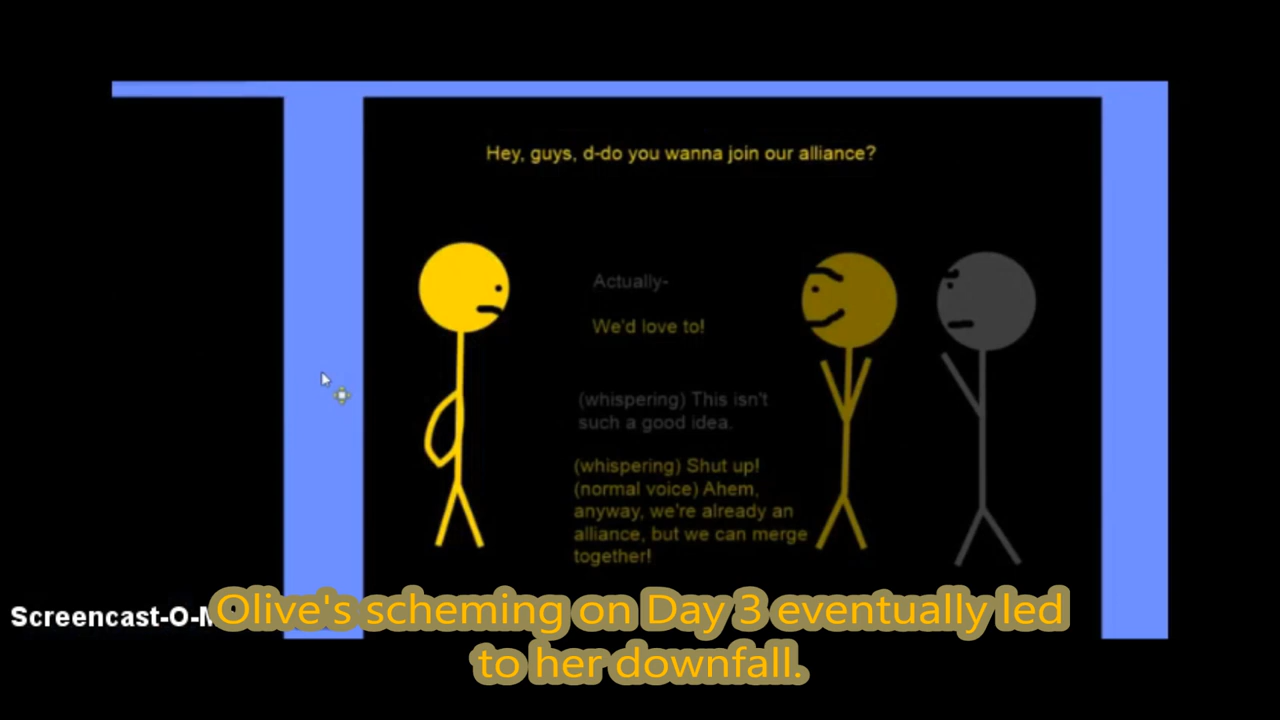 Hey, guys, d-do you wanna join our alliance?
Actually-
We'd love to!
(whispering) This isn't
such a good idea.
(whispering) Shut up!
(normal voice) Ahem,
anyway, we're already an
alliance, but we can merge
together!
Screencast-O-M
Olive's scheming on Day 3 eventually led
to her downfall.